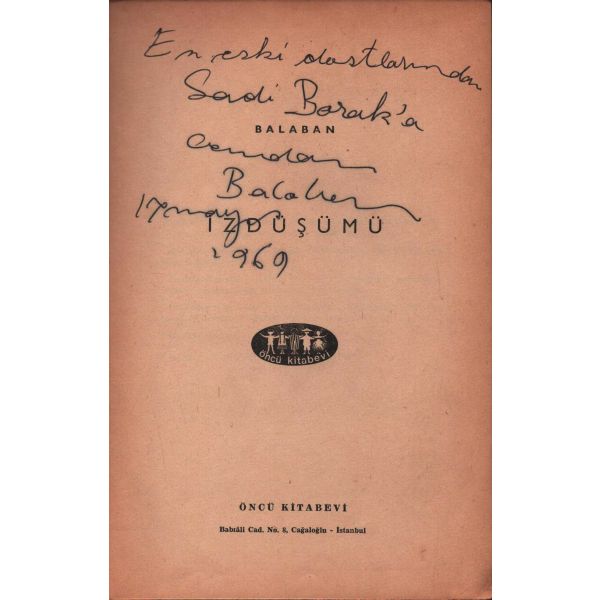 En eski dostlarından
Sadi Borak'a
BALABAN
candan
Balaban
17 mayıs
İZDÜŞÜMÜ
1969
öncü kitabevi
ÖNCÜ KİTABEVİ
Babıâli Cad. No. 8, Cağaloğlu - İstanbul